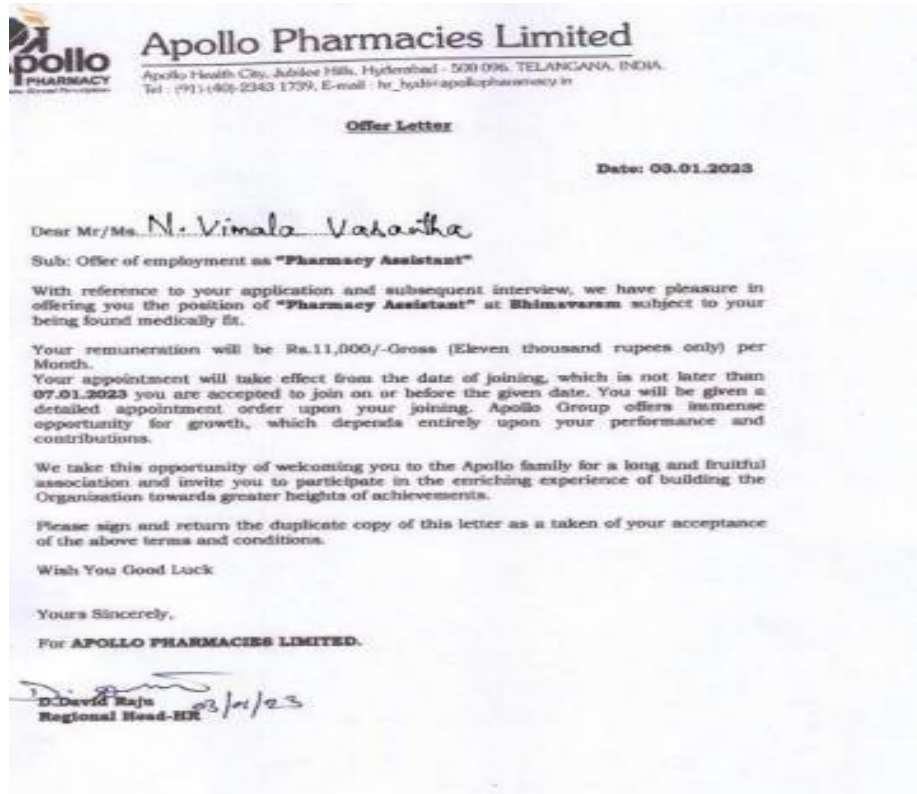 pollo
PHARMACY
Apollo Pharmacies Limited
Apollo Health City, Jubilee Hills, Hyderabad - 500 096. TELANGANA, INDIA.
Tel : (91)-(40) 2343 1739, E-mail :
Offer Letter
Date: 03.01.2023
Dear Mr/Ms. N. Vimala Vasantha
Sub: Offer of employment as "Pharmacy Assistant"
With reference to your application and subsequent interview, we have pleasure in
offering you the position of "Pharmacy Assistant" at Bhimavaram subject to your
being found medically fit.
Your remuneration will be Rs.11,000/-Gross (Eleven thousand rupees only) per
Month.
Your appointment will take effect from the date of joining, which is not later than
07.01.2023 you are accepted to join on or before the given date. You will be given a
detailed appointment order upon your joining. Apollo Group offers immense
opportunity for growth, which depends entirely upon your performance and
contributions.
We take this opportunity of welcoming you to the Apollo family for a long and fruitful
association and invite you to participate in the enriching experience of building the
Organization towards greater heights of achievements.
Please sign and return the duplicate copy of this letter as a taken of your acceptance
of the above terms and conditions.
Wish You Good Luck
Yours Sincerely,
For APOLLO PHARMACIES LIMITED.
D.David Raju
Regional Head-HR 03/01/23